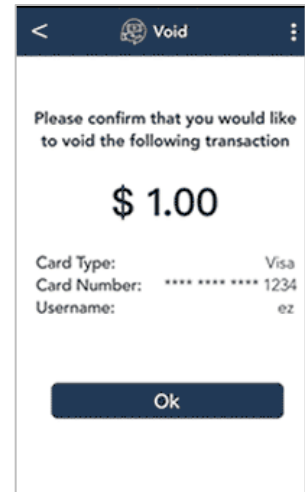 <
Void
Please confirm that you would like
to void the following transaction
$ 1.00
Card Type: Visa
Card Number: **** **** **** 1234
Username: ez
Ok